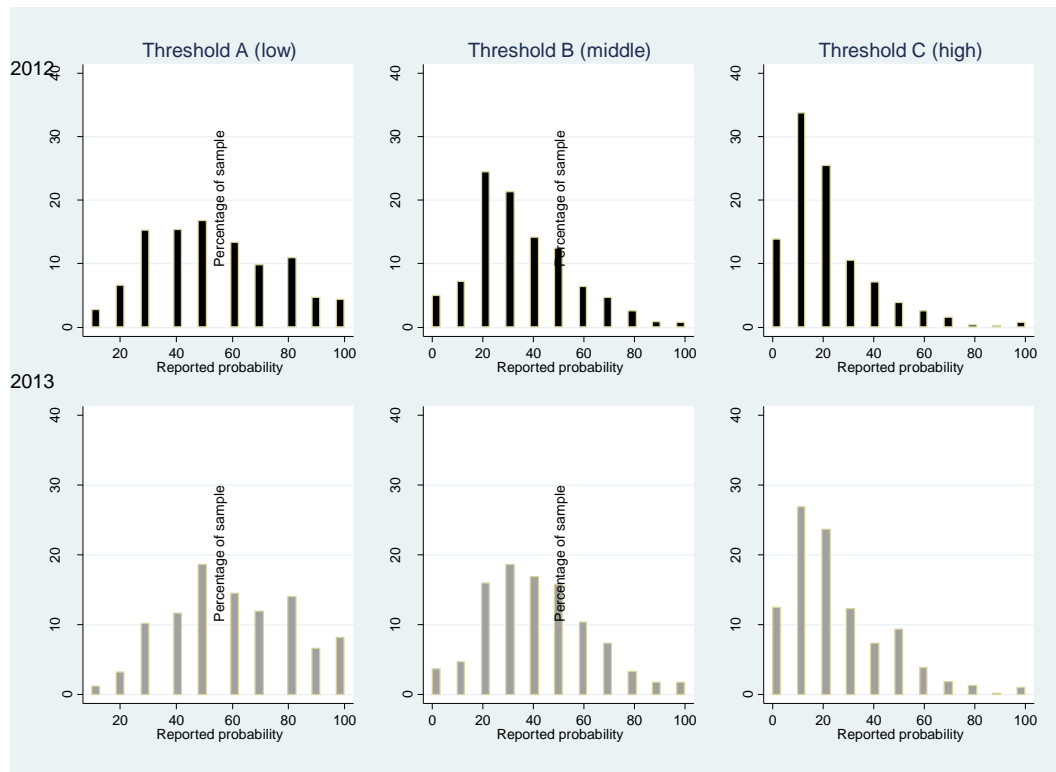 Threshold A (low)
Threshold B (middle)
Threshold C (high)
2012
40
30
20
10
0
Percentage of sample
20 40 60 80 100
Reported probability
40
30
20
10
0
Percentage of sample
0 20 40 60 80 100
Reported probability
40
30
20
10
0
0 20 40 60 80 100
Reported probability
2013
40
30
20
10
0
Percentage of sample
20 40 60 80 100
Reported probability
40
30
20
10
0
Percentage of sample
0 20 40 60 80 100
Reported probability
40
30
20
10
0
0 20 40 60 80 100
Reported probability